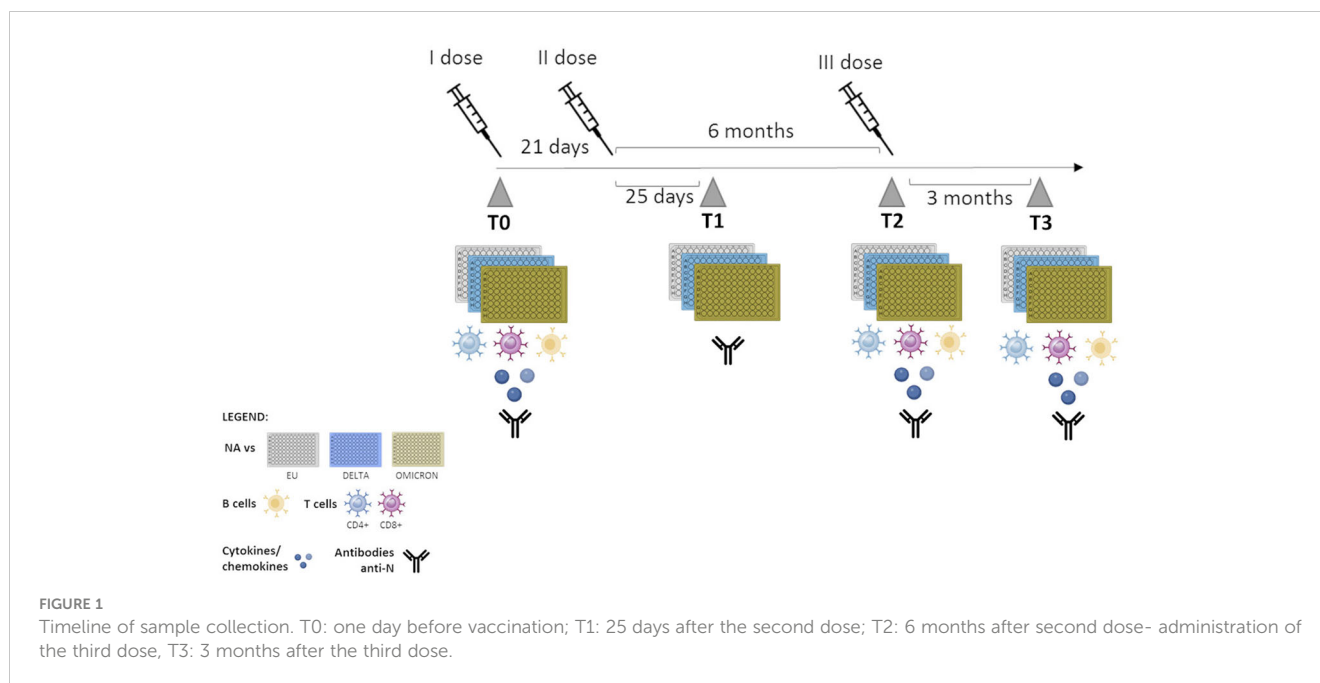 I dose
II dose
III dose
21 days
6 months
25 days
3 months
T0
T1
T2
T3
LEGEND:
NA vs
EU
DELTA
OMICRON
B cells
T cells
CD4+
CD8+
Cytokines/
chemokines
Antibodies
anti-N
FIGURE 1
Timeline of sample collection. T0: one day before vaccination; T1: 25 days after the second dose; T2: 6 months after second dose- administration of
the third dose, T3: 3 months after the third dose.